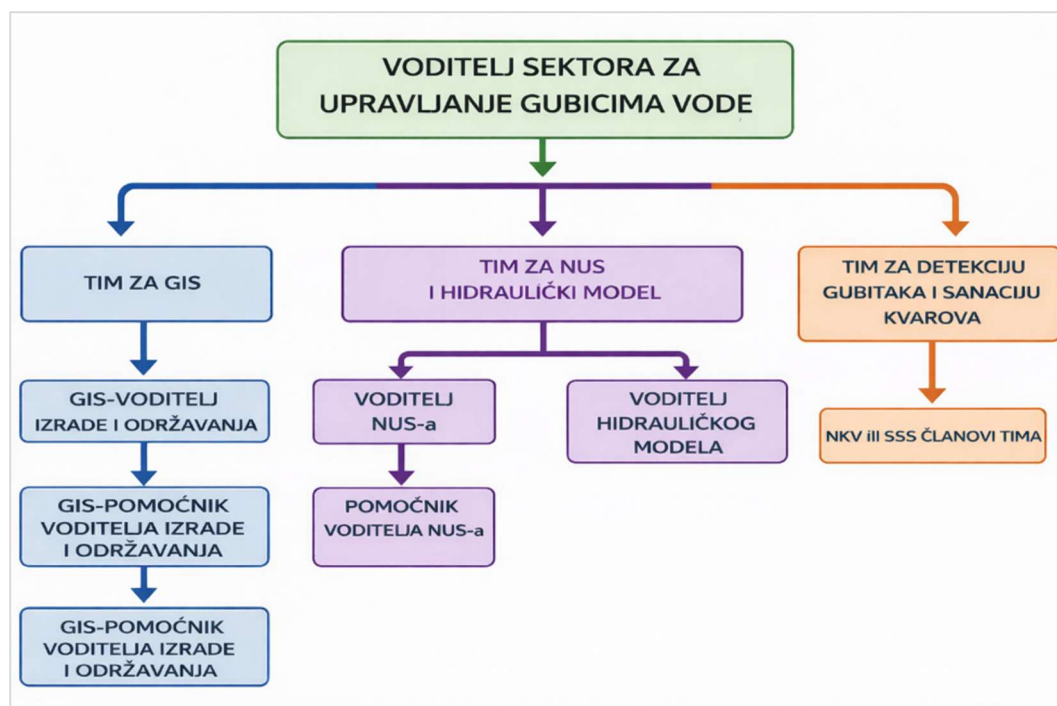 VODITELJ SEKTORA ZA
UPRAVLJANJE GUBICIMA VODE
TIM ZA GIS
TIM ZA NUS
I HIDRAULIČKI MODEL
TIM ZA DETEKCIJU
GUBITAKA I SANACIJU
KVAROVA
GIS-VODITELJ
IZRADE I ODRŽAVANJA
VODITELJ
NUS-a
VODITELJ
HIDRAULIČKOG
MODELA
NKV ili SSS ČLANOVI TIMA
GIS-POMOĆNIK
VODITELJA IZRADE
I ODRŽAVANJA
POMOČNIK
VODITELJA NUS-a
GIS-POMOĆNIK
VODITELJA IZRADE
I ODRŽAVANJA